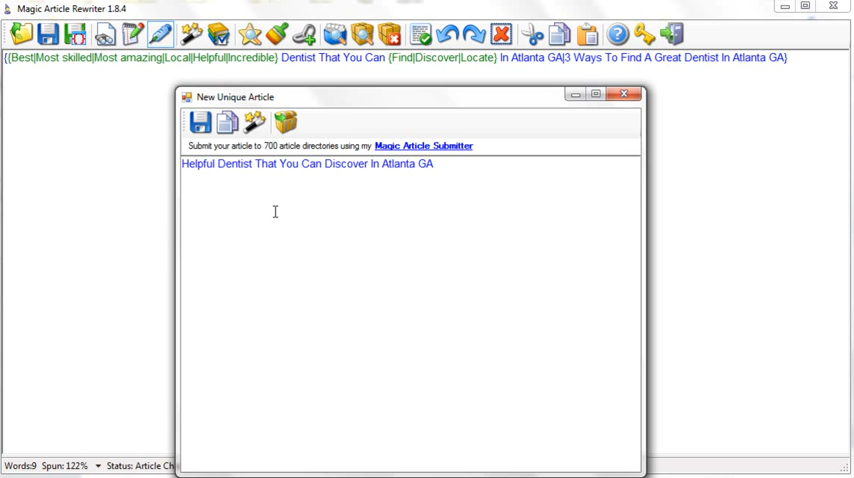 Magic Article Rewriter 1.8.4
{{Best|Most skilled|Most amazing|Local|Helpful|Incredible} Dentist That You Can {Find|Discover|Locate} In Atlanta GA|3 Ways To Find A Great Dentist In Atlanta GA}
New Unique Article
Submit your article to 700 article directories using my Magic Article Submitter
Helpful Dentist That You Can Discover In Atlanta GA
Words:9 Spun: 122% Status: Article Ch